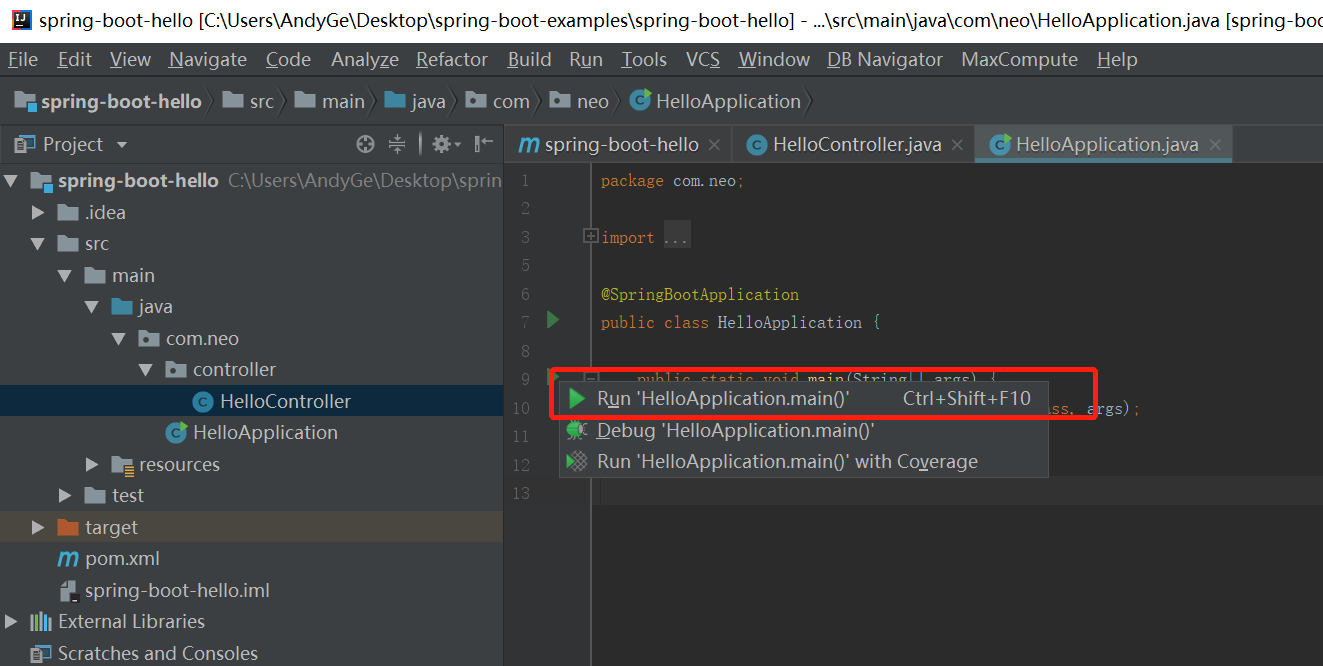 spring-boot-hello [C:\Users\AndyGe\Desktop\spring-boot-examples\spring-boot-hello] - ...\src\main\java\com\neo\HelloApplication.java [spring-boo
File Edit View Navigate Code Analyze Refactor Build Run Tools VCS Window DB Navigator MaxCompute Help
spring-boot-hello src main java com neo HelloApplication
Project
spring-boot-hello HelloController.java HelloApplication.java
spring-boot-hello C:\Users\AndyGe\Desktop\sprin
.idea
src
main
java
com.neo
controller
HelloController
HelloApplication
resources
test
target
pom.xml
spring-boot-hello.iml
External Libraries
Scratches and Consoles
1 package com.neo;
2
3 import ...
5
6 @SpringBootApplication
7 public class HelloApplication {
8
9 public static void main(String[] args) {
Run 'HelloApplication.main()' Ctrl+Shift+F10
10 ss, args);
Debug 'HelloApplication.main()'
11
Run 'HelloApplication.main()' with Coverage
12
13